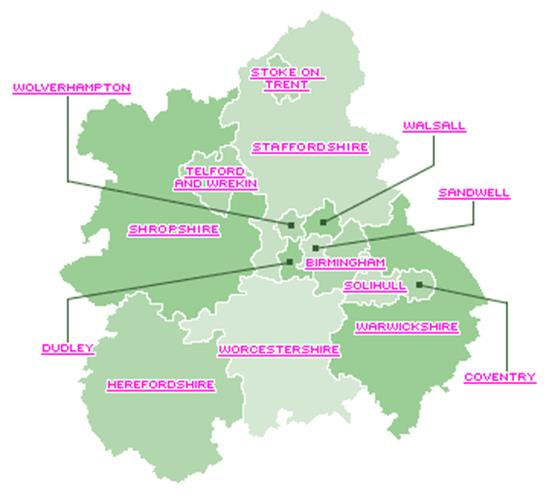 STOKE ON
TRENT
WOLVERHAMPTON
WALSALL
STAFFORDSHIRE
TELFORD
AND WREKIN
SANDWELL
SHROPSHIRE
BIRMINGHAM
SOLIHULL
WARWICKSHIRE
DUDLEY
WORCESTERSHIRE
COVENTRY
HEREFORDSHIRE